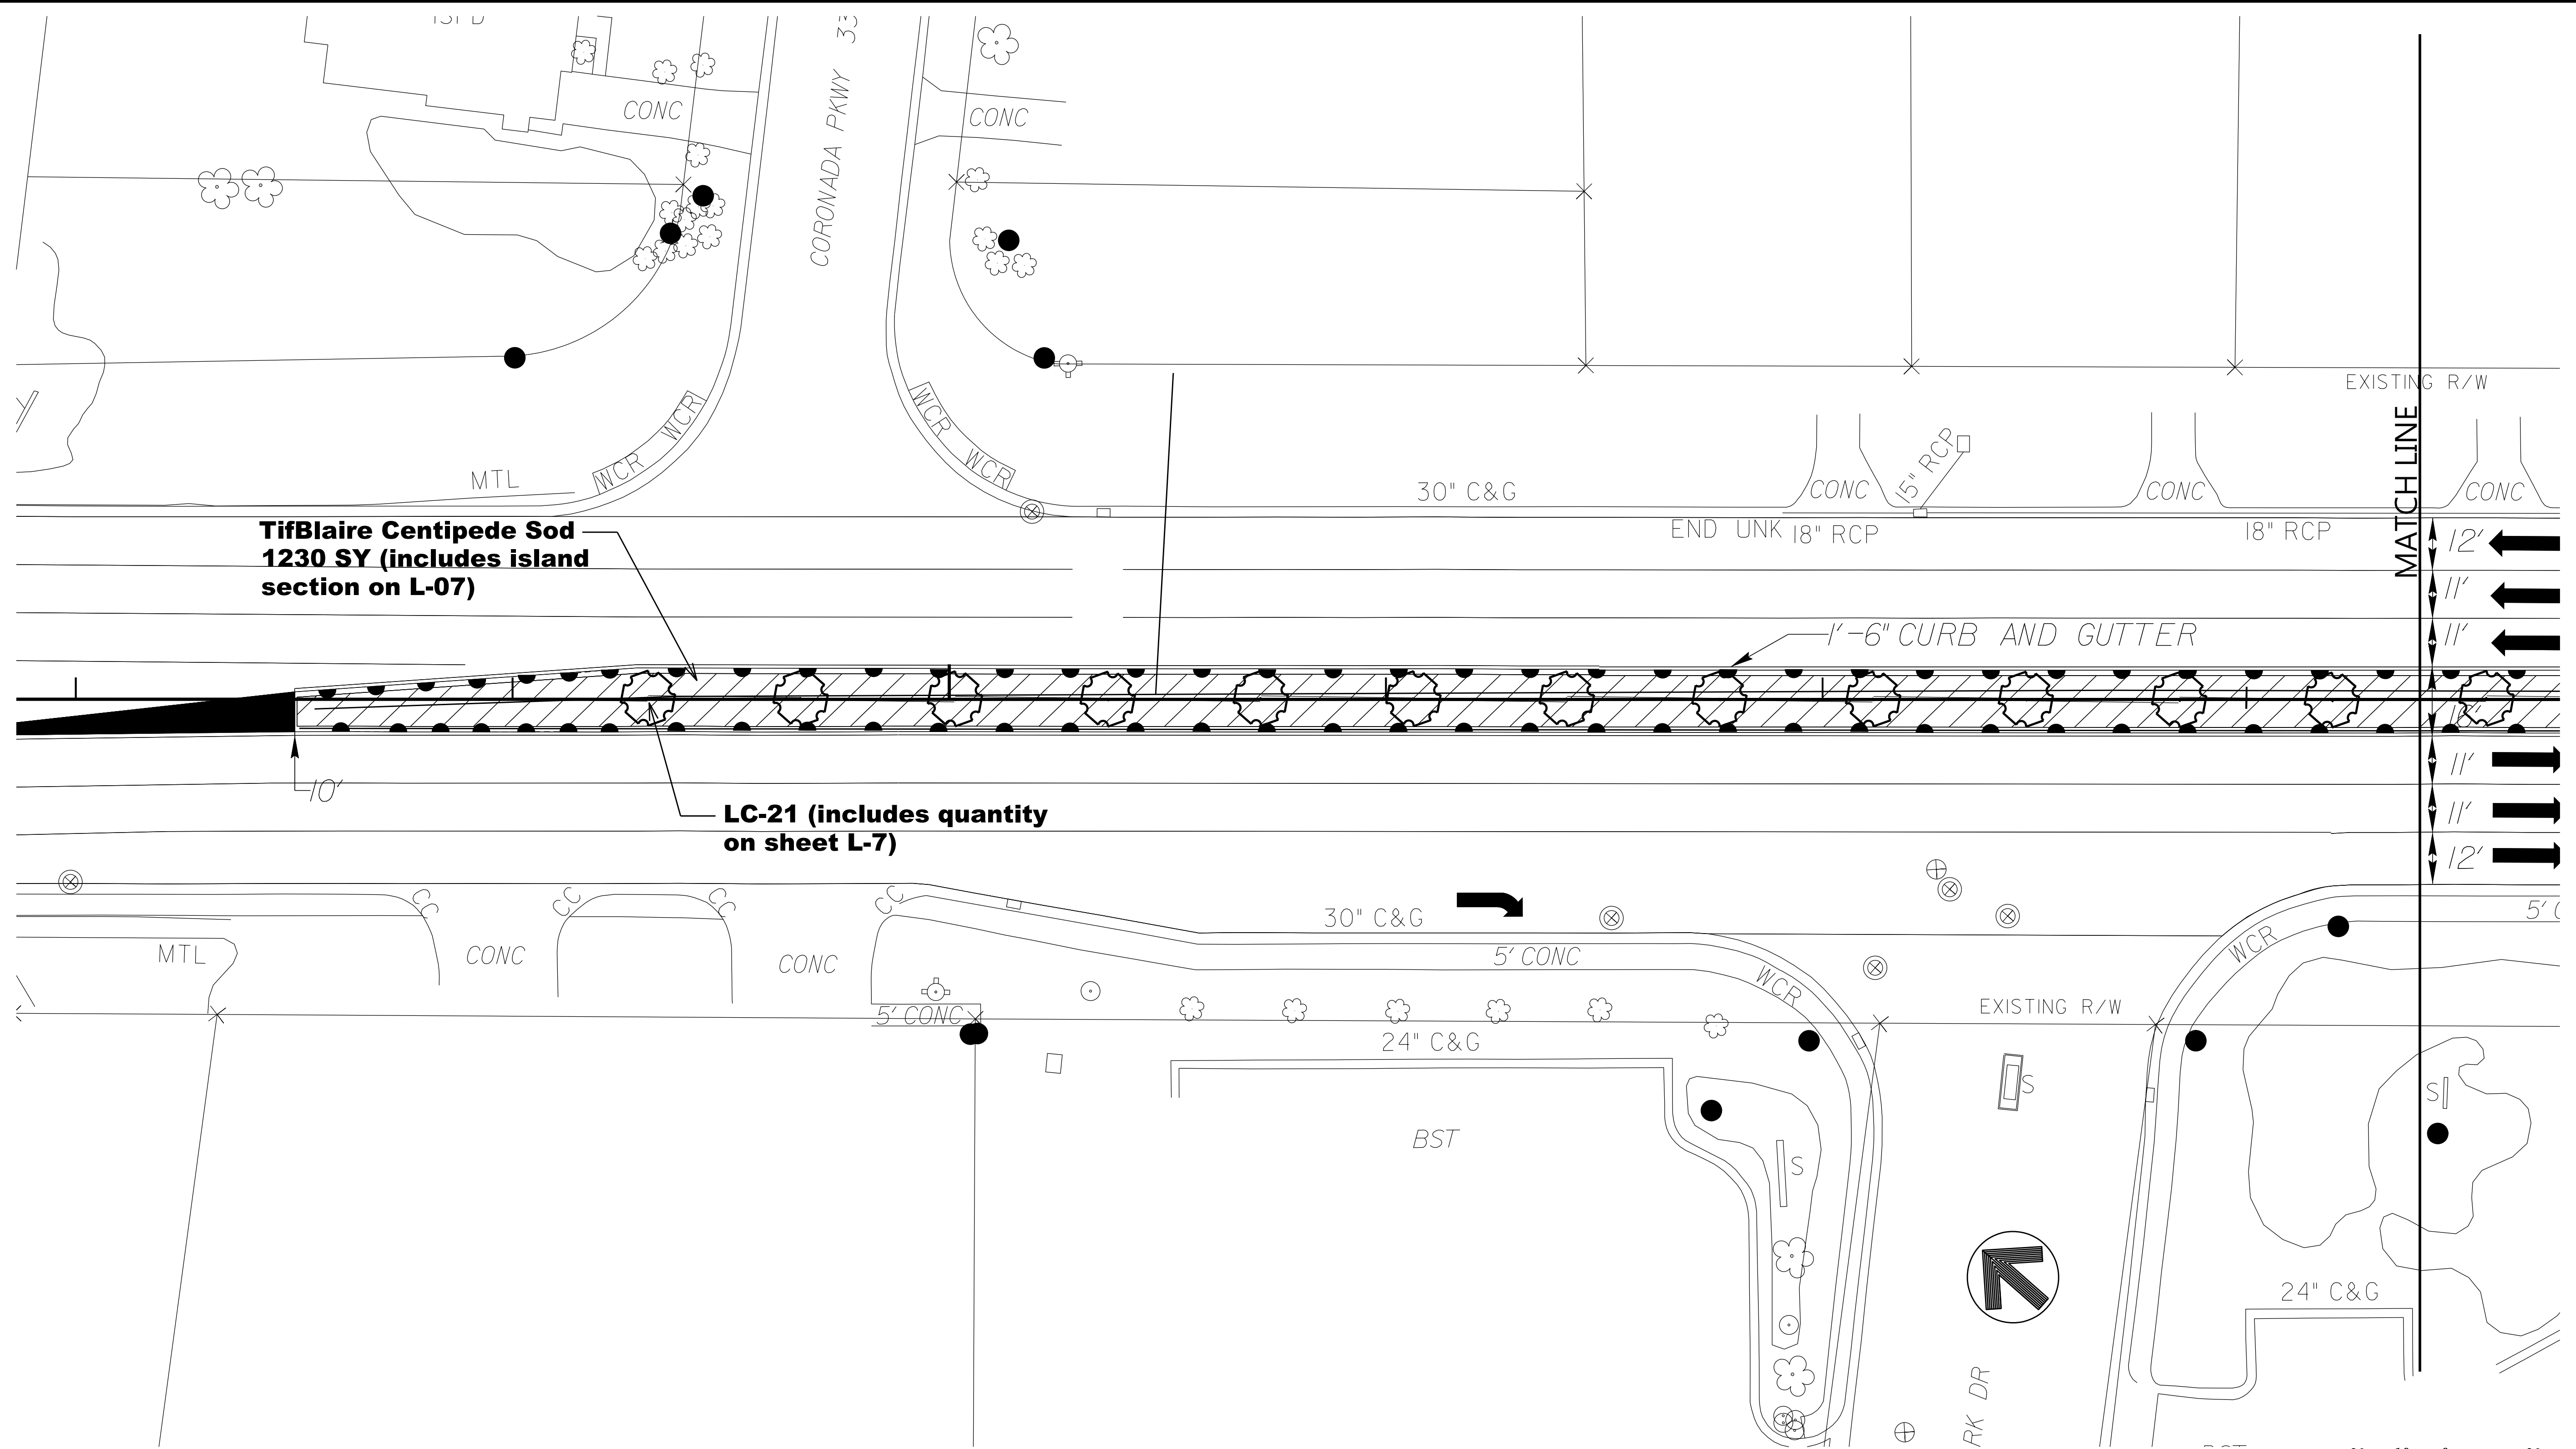 CONC
CORONADA PKWY
CONC
EXISTING R/W
MATCH LINE
WCR
WCR
WCR
WCR
MTL
30" C&G
CONC
15" RCP
CONC
CONC
TifBlaire Centipede Sod
1230 SY (includes island
section on L-07)
END UNK
18" RCP
18" RCP
12'
11'
11'
1'-6" CURB AND GUTTER
10'
LC-21 (includes quantity
on sheet L-7)
11'
11'
12'
CC
CC
CC
CC
30" C&G
5' CONC
MTL
CONC
CONC
WCR
WCR
5' CONC
EXISTING R/W
24" C&G
S
S
BST
S
24" C&G
DR